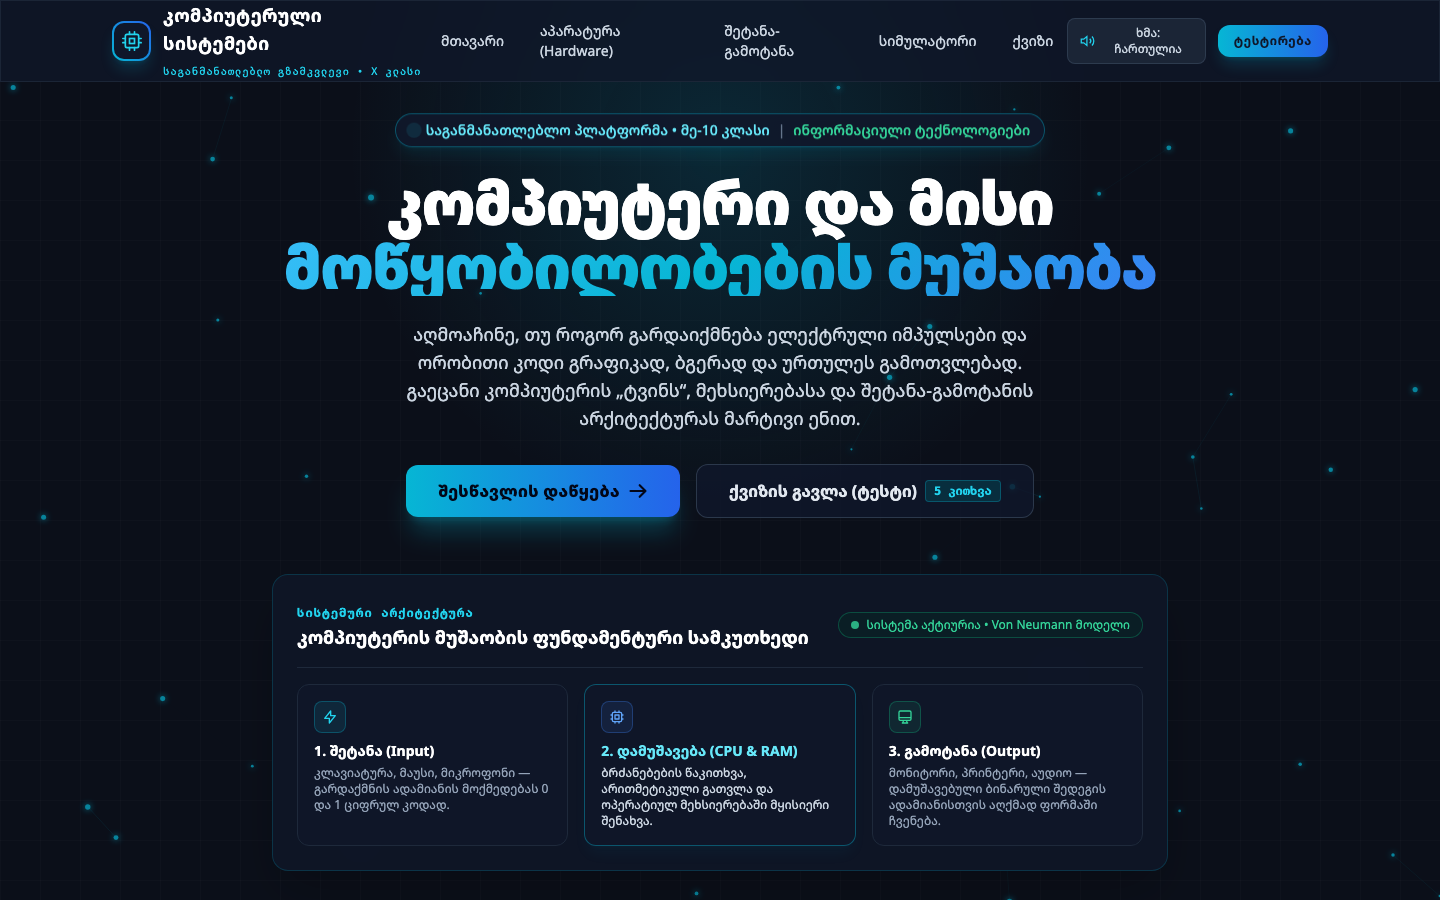 კომპიუტერული
სისტემები
საგანმანათლებლო გზამკვლევი • X კლასი
მთავარი
აპარატურა
(Hardware)
შეტანა-
გამოტანა
სიმულატორი
ქვიზი
ხმა:
ჩართულია
ტესტირება
საგანმანათლებლო პლატფორმა • მე-10 კლასი | ინფორმაციული ტექნოლოგიები
კომპიუტერი და მისი
მოწყობილობების მუშაობა
აღმოაჩინე, თუ როგორ გარდაიქმნება ელექტრული იმპულსები და
ორობითი კოდი გრაფიკად, ბგერად და ურთულეს გამოთვლებად.
გაეცანი კომპიუტერის „ტვინს“, მეხსიერებასა და შეტანა-გამოტანის
არქიტექტურას მარტივი ენით.
შესწავლის დაწყება →
ქვიზის გავლა (ტესტი) 5 კითხვა
სისტემური არქიტექტურა
კომპიუტერის მუშაობის ფუნდამენტური სამკუთხედი
სისტემა აქტიურია • Von Neumann მოდელი
1. შეტანა (Input)
კლავიატურა, მაუსი, მიკროფონი —
გარდაქმნის ადამიანის მოქმედებას 0
და 1 ციფრულ კოდად.
2. დამუშავება (CPU & RAM)
ბრძანებების წაკითხვა,
არითმეტიკული გათვლა და
ოპერატიულ მეხსიერებაში მყისიერი
შენახვა.
3. გამოტანა (Output)
მონიტორი, პრინტერი, აუდიო —
დამუშავებული ბინარული შედეგის
ადამიანისთვის აღქმად ფორმაში
ჩვენება.